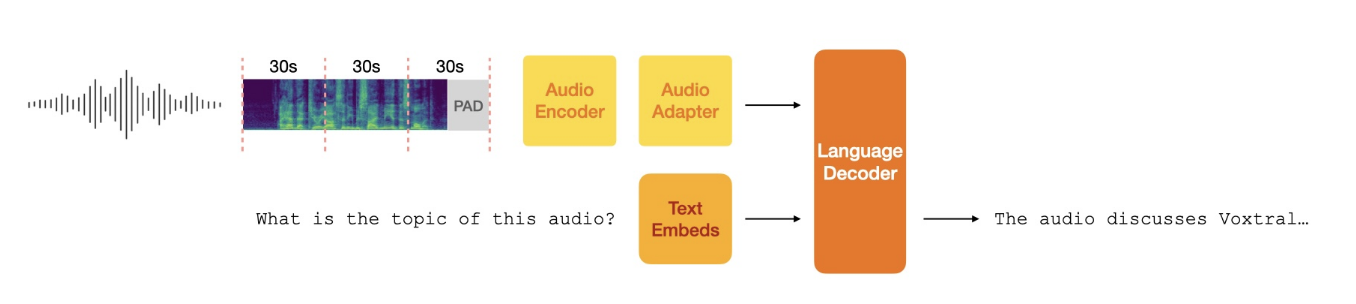 30s
30s
30s
PAD
Audio
Encoder
Audio
Adapter
Language
Decoder
What is the topic of this audio?
Text
Embeds
The audio discusses Voxtral…